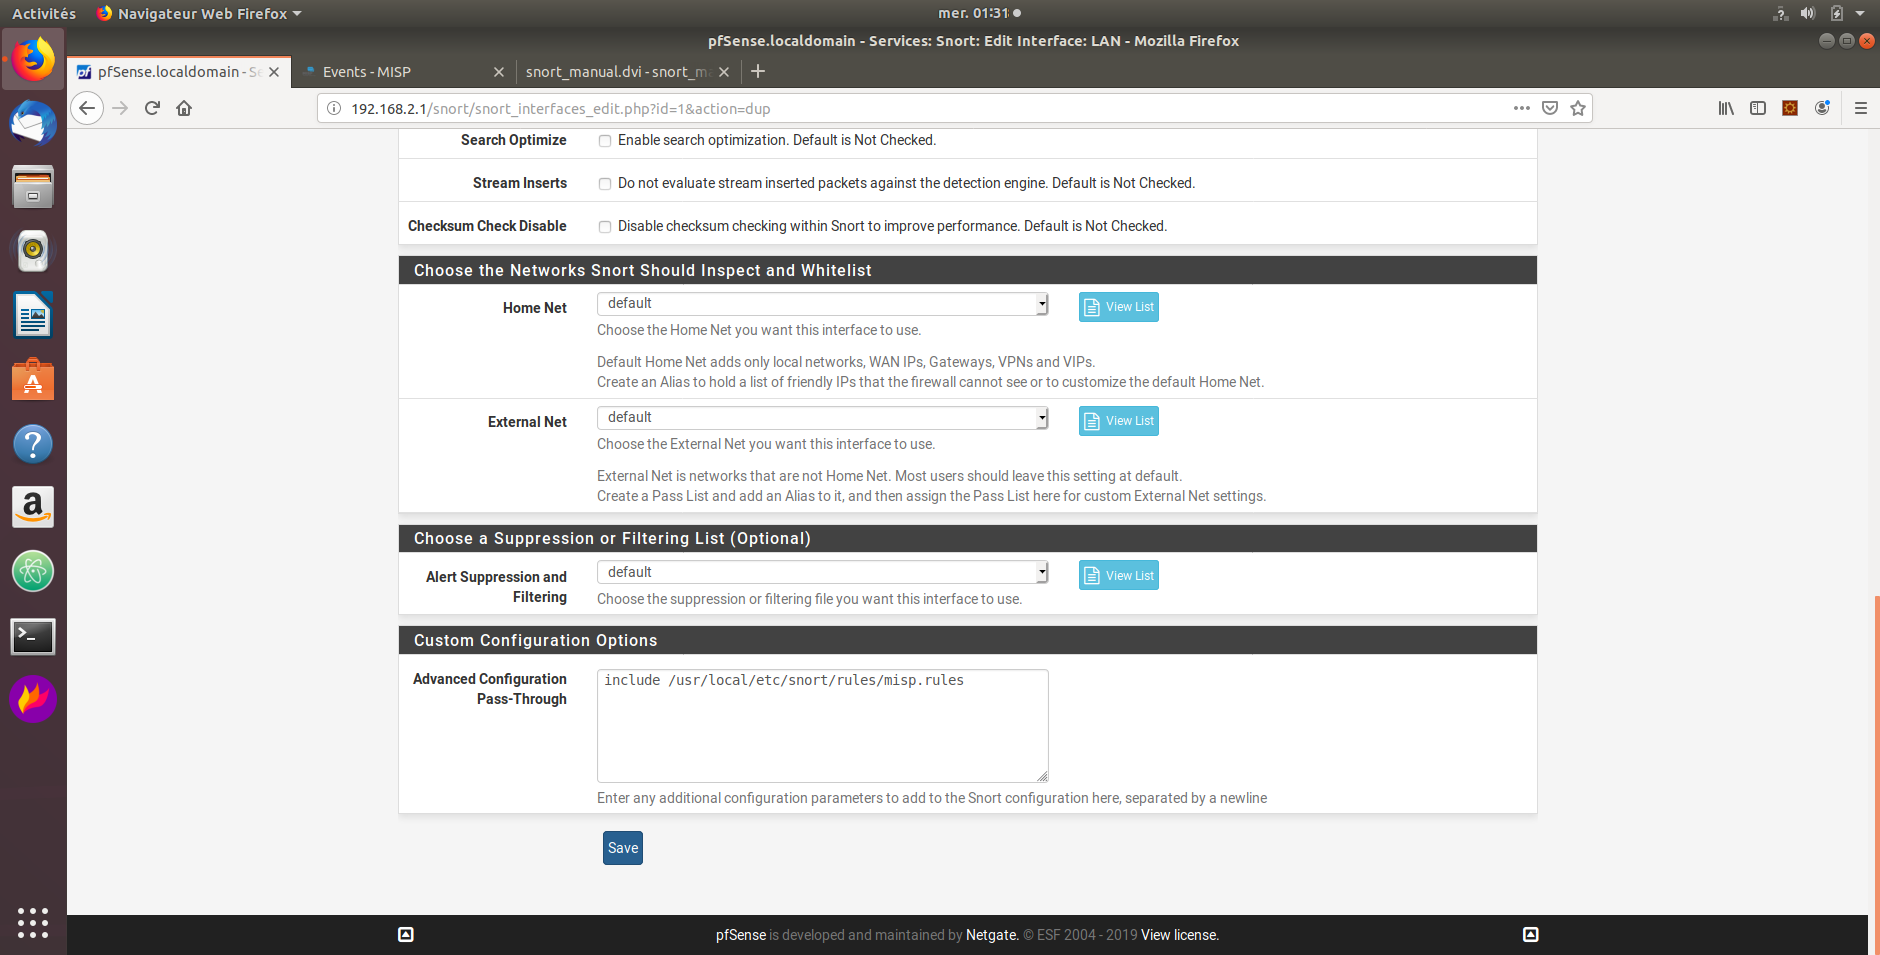 Activités
Navigateur Web Firefox
mer. 01:31
pfSense.localdomain - Services: Snort: Edit Interface: LAN - Mozilla Firefox
pfSense.localdomain - Se
Events - MISP
snort_manual.dvi - snort_ma
192.168.2.1/snort/snort_interfaces_edit.php?id=1&action=dup
Search Optimize
Enable search optimization. Default is Not Checked.
Stream Inserts
Do not evaluate stream inserted packets against the detection engine. Default is Not Checked.
Checksum Check Disable
Disable checksum checking within Snort to improve performance. Default is Not Checked.
Choose the Networks Snort Should Inspect and Whitelist
Home Net
default
View List
Choose the Home Net you want this interface to use.
Default Home Net adds only local networks, WAN IPs, Gateways, VPNs and VIPs.
Create an Alias to hold a list of friendly IPs that the firewall cannot see or to customize the default Home Net.
External Net
default
View List
Choose the External Net you want this interface to use.
External Net is networks that are not Home Net. Most users should leave this setting at default.
Create a Pass List and add an Alias to it, and then assign the Pass List here for custom External Net settings.
Choose a Suppression or Filtering List (Optional)
Alert Suppression and
Filtering
default
View List
Choose the suppression or filtering file you want this interface to use.
Custom Configuration Options
Advanced Configuration
Pass-Through
include /usr/local/etc/snort/rules/misp.rules
Enter any additional configuration parameters to add to the Snort configuration here, separated by a newline
Save
pfSense is developed and maintained by Netgate. © ESF 2004 - 2019 View license.